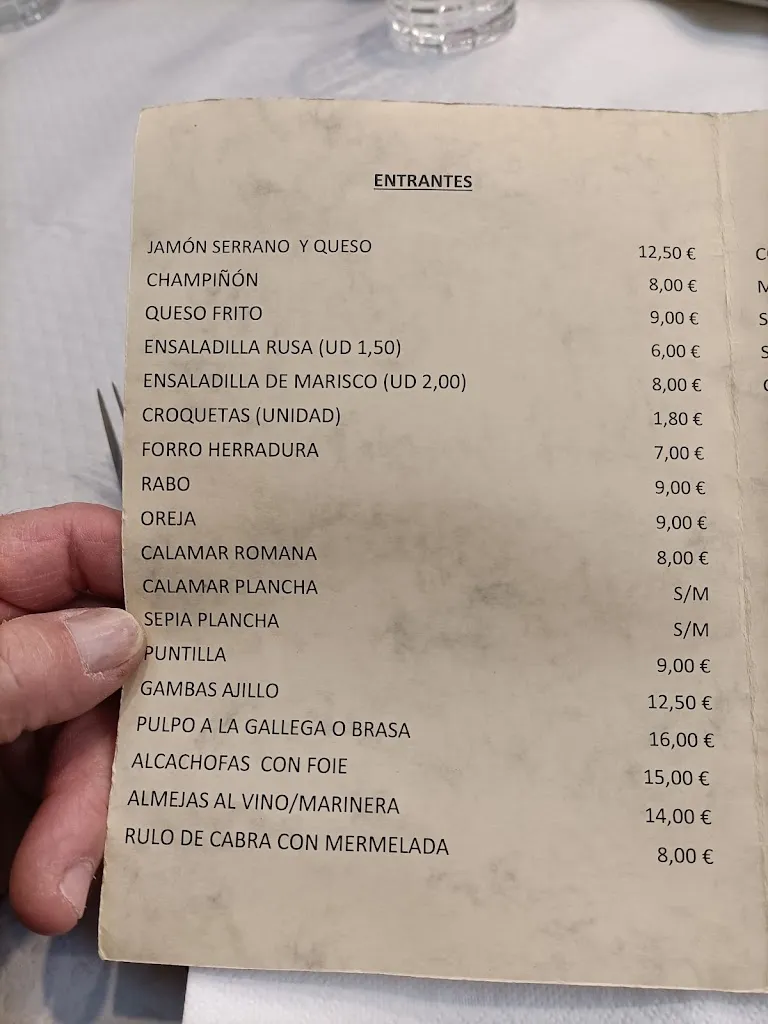 ENTRANTES
JAMÓN SERRANO Y QUESO 12,50 €
CHAMPIÑÓN 8,00 €
QUESO FRITO 9,00 €
ENSALADILLA RUSA (UD 1,50) 6,00 €
ENSALADILLA DE MARISCO (UD 2,00) 8,00 €
CROQUETAS (UNIDAD) 1,80 €
FORRO HERRADURA 7,00 €
RABO 9,00 €
OREJA 9,00 €
CALAMAR ROMANA 8,00 €
CALAMAR PLANCHA S/M
SEPIA PLANCHA S/M
PUNTILLA 9,00 €
GAMBAS AJILLO 12,50 €
PULPO A LA GALLEGA O BRASA 16,00 €
ALCACHOFAS CON FOIE 15,00 €
ALMEJAS AL VINO/MARINERA 14,00 €
RULO DE CABRA CON MERMELADA 8,00 €